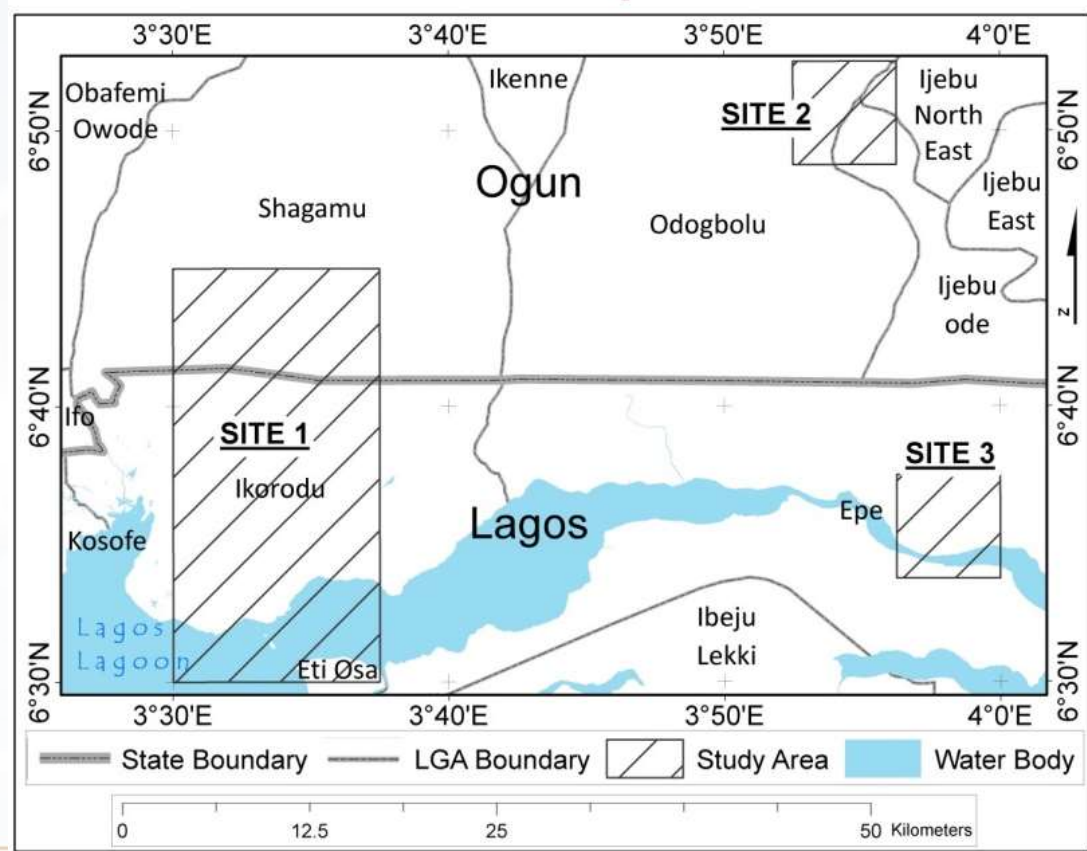 3°30'E 3°40'E 3°50'E 4°0'E
Obafemi
Owode
Ikenne
Ijebu
North
East
SITE 2
6°50'N
6°50'N
Ogun
Ijebu
East
Shagamu
Odogbolu
Ijebu
ode
z
6°40'N
6°40'N
Ifo
SITE 1
SITE 3
Ikorodu
Epe
Kosofe
Lagos
Ibeju
Lekki
Lagos
Lagoon
Eti Osa
6°30'N
6°30'N
3°30'E 3°40'E 3°50'E 4°0'E
State Boundary LGA Boundary Study Area Water Body
0 12.5 25 50 Kilometers